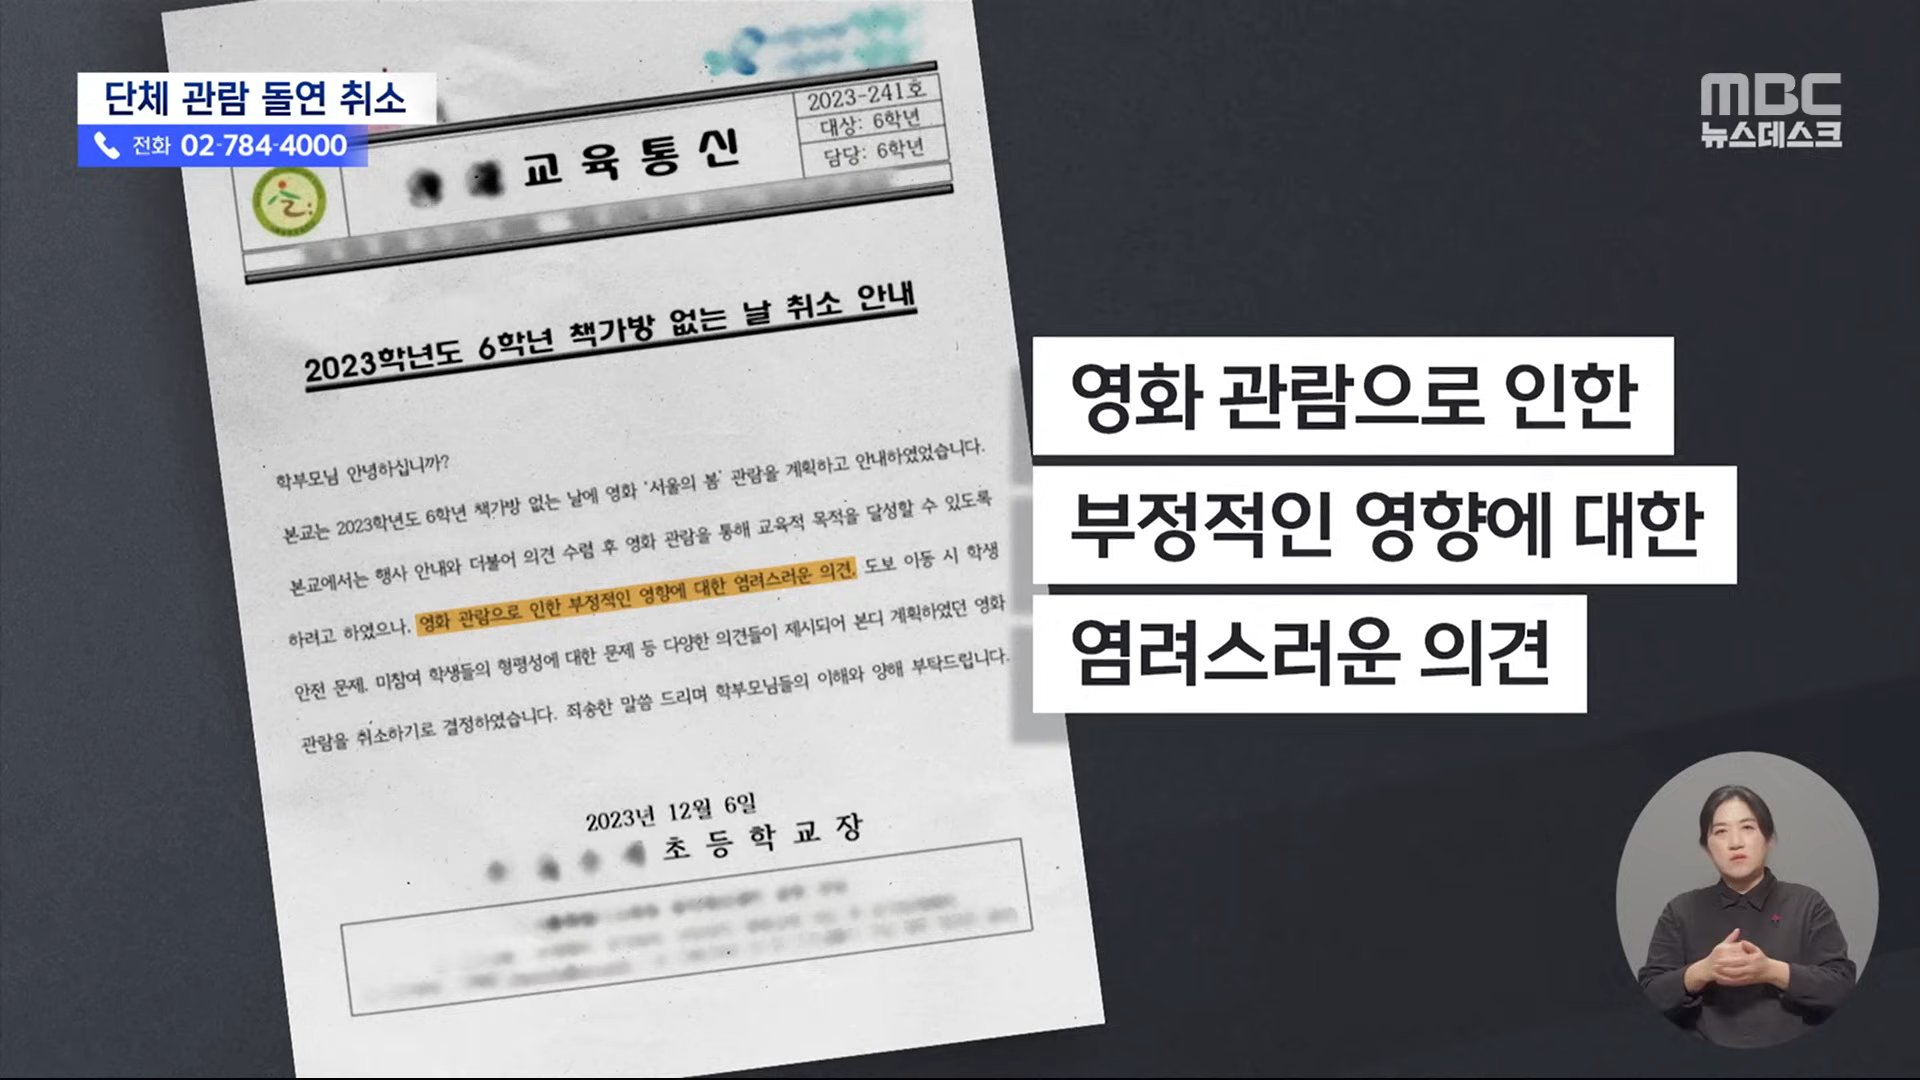 단체 관람 돌연 취소
전화 02-784-4000
MBC
뉴스데스크
2023-241호
대상: 6학년
담당: 6학년
교육통신
2023학년도 6학년 책가방 없는 날 취소 안내
학부모님 안녕하십니까?
본교는 2023학년도 6학년 책가방 없는 날에 영화 '서울의 봄' 관람을 계획하고 안내하였었습니다.
본교에서는 행사 안내와 더불어 의견 수렴 후 영화 관람을 통해 교육적 목적을 달성할 수 있도록
하려고 하였으나, 영화 관람으로 인한 부정적인 영향에 대한 염려스러운 의견, 도보 이동 시 학생
안전 문제, 미참여 학생들의 형평성에 대한 문제 등 다양한 의견들이 제시되어 본디 계획하였던 영화
관람을 취소하기로 결정하였습니다. 죄송한 말씀 드리며 학부모님들의 이해와 양해 부탁드립니다.
2023년 12월 6일
초등학교장
영화 관람으로 인한
부정적인 영향에 대한
염려스러운 의견